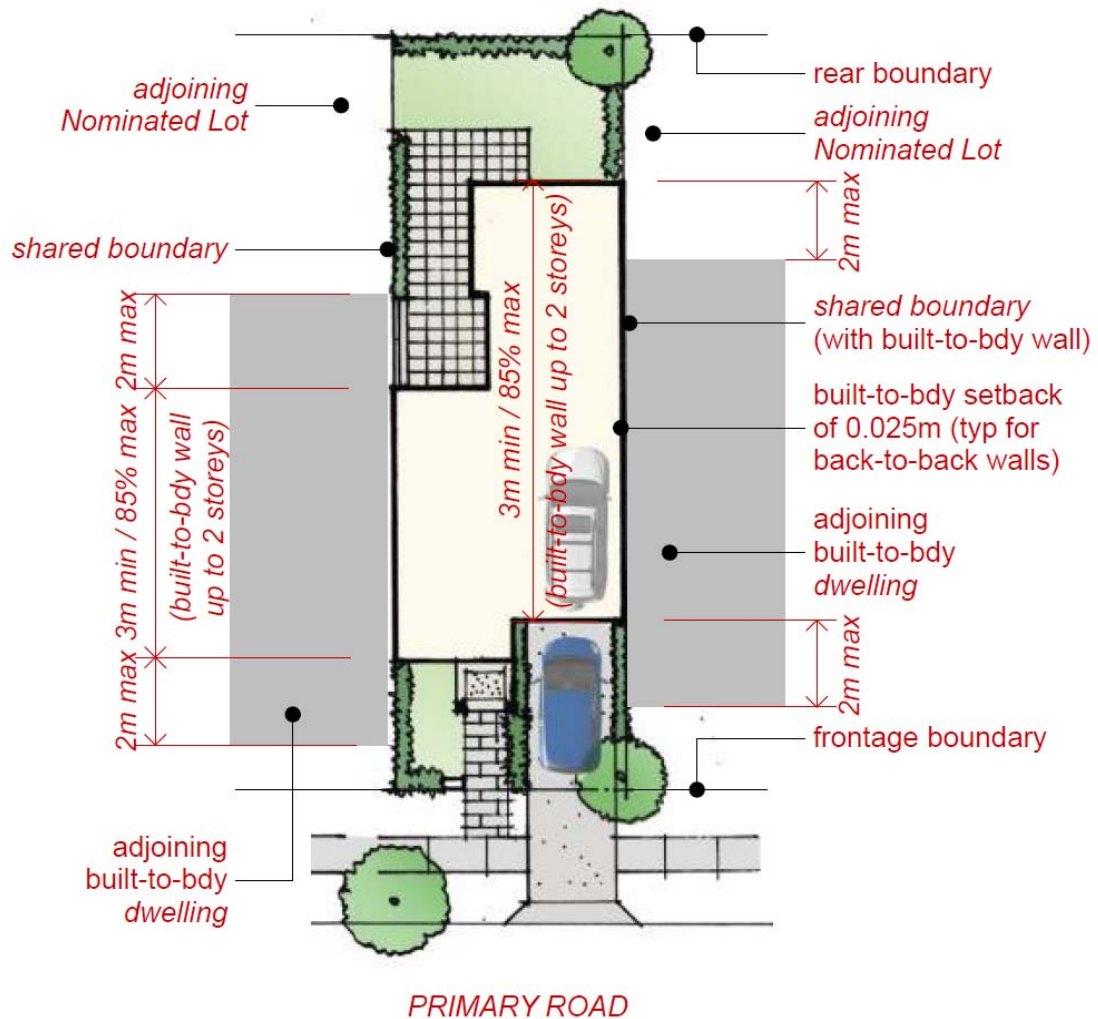 rear boundary
adjoining
Nominated Lot
adjoining
Nominated Lot
shared boundary
2m max
2m max
3m min / 85% max
(built-to-bdy wall
up to 2 storeys)
3m min / 85% max
(built-to-bdy wall up to 2 storeys)
shared boundary
(with built-to-bdy wall)
built-to-bdy setback
of 0.025m (typ for
back-to-back walls)
adjoining
built-to-bdy
dwelling
2m max
2m max
frontage boundary
adjoining
built-to-bdy
dwelling
PRIMARY ROAD